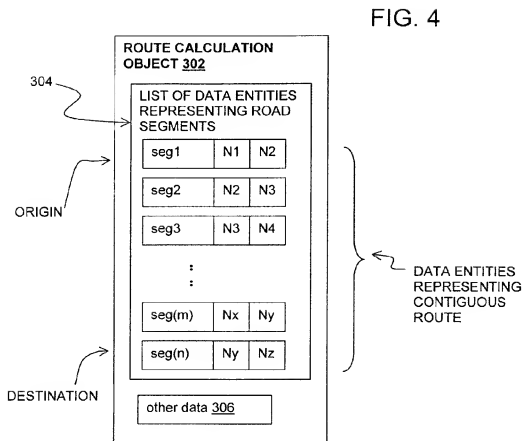 FIG. 4
ROUTE CALCULATION
OBJECT 302
304
LIST OF DATA ENTITIES
REPRESENTING ROAD
SEGMENTS
seg1 N1 N2
ORIGIN
seg2 N2 N3
seg3 N3 N4
:
DATA ENTITIES
REPRESENTING
CONTIGUOUS
ROUTE
seg(m) Nx Ny
seg(n) Ny Nz
DESTINATION
other data 306